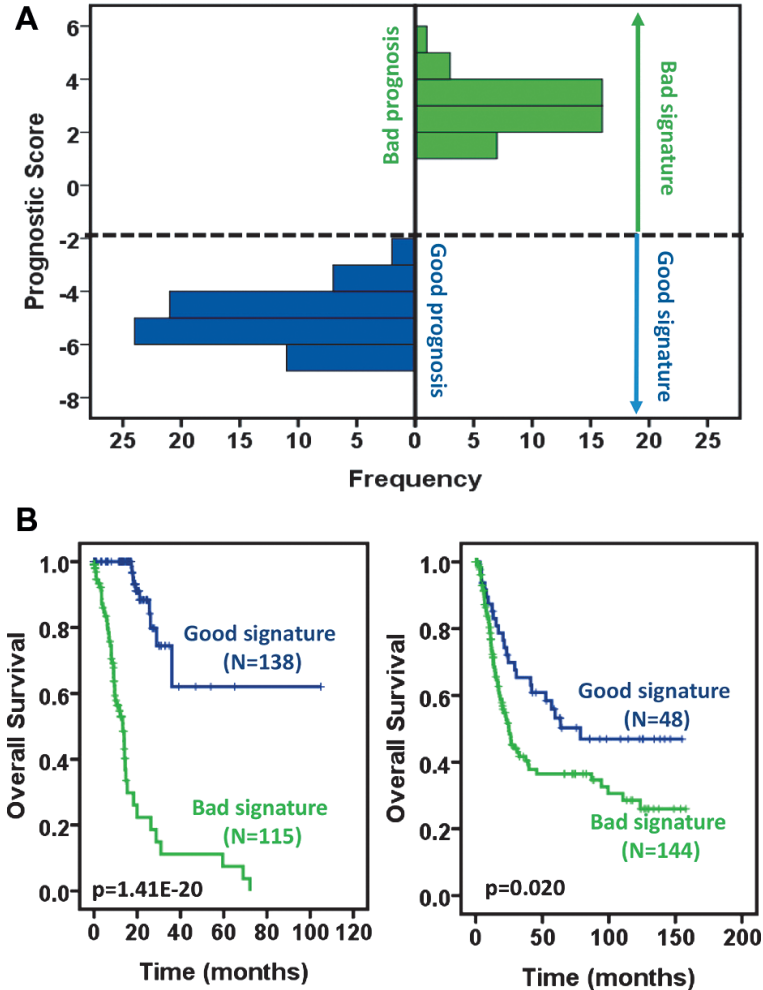 A
6
4
2
0
-2
-4
-6
-8
Prognostic Score
Bad prognosis
Good prognosis
Bad signature
Good signature
25 20 15 10 5 0 5 10 15 20 25
Frequency
B
1.0
0.8
0.6
0.4
0.2
0.0
Overall Survival
Good signature
(N=138)
Bad signature
(N=115)
p=1.41E-20
0 20 40 60 80 100 120
Time (months)
1.0
0.8
0.6
0.4
0.2
0.0
Overall Survival
Good signature
(N=48)
Bad signature
(N=144)
p=0.020
0 50 100 150 200
Time (months)